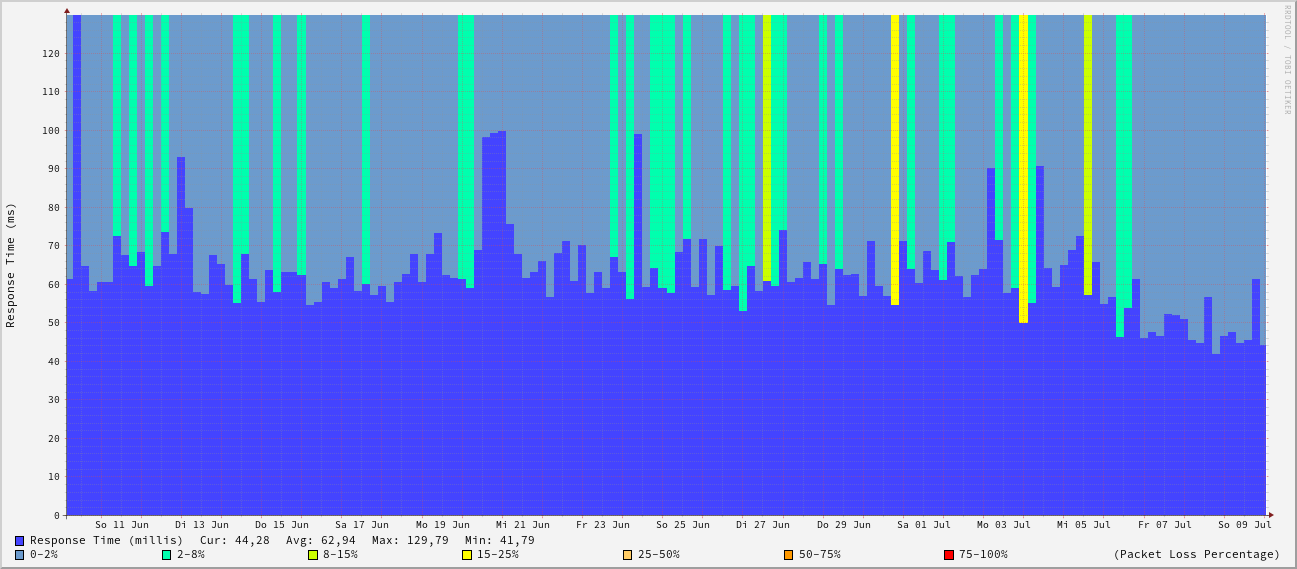 RRDTOOL / TOBI OETIKER
Response Time (ms)
120
110
100
90
80
70
60
50
40
30
20
10
0
So 11 Jun Di 13 Jun Do 15 Jun Sa 17 Jun Mo 19 Jun Mi 21 Jun Fr 23 Jun So 25 Jun Di 27 Jun Do 29 Jun Sa 01 Jul Mo 03 Jul Mi 05 Jul Fr 07 Jul So 09 Jul
Response Time (millis) Cur: 44,28 Avg: 62,94 Max: 129,79 Min: 41,79
0-2% 2-8% 8-15% 15-25% 25-50% 50-75% 75-100% (Packet Loss Percentage)